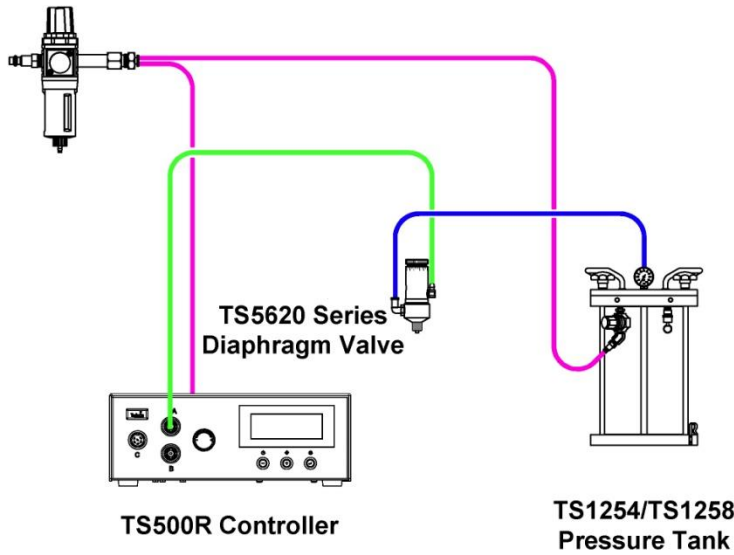 TS5620 Series
Diaphragm Valve
A
C
B
TS500R Controller
TS1254/TS1258
Pressure Tank